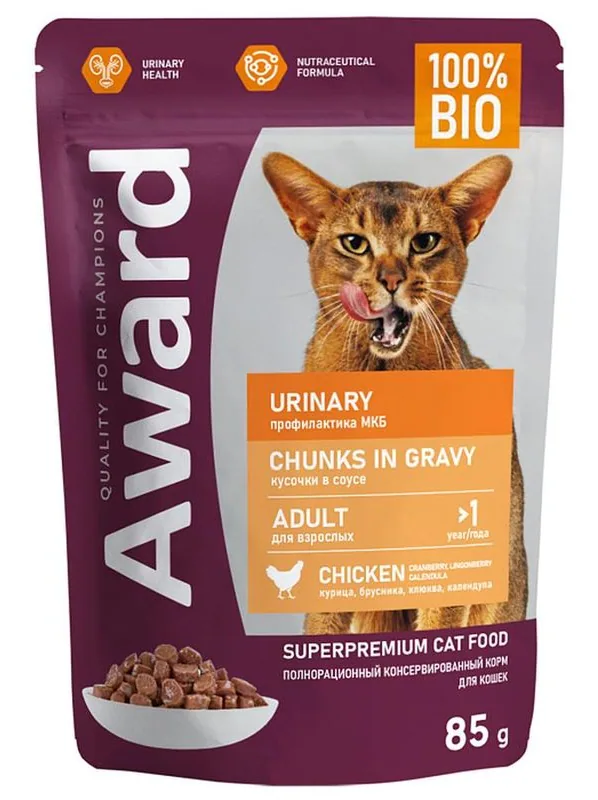 URINARY
HEALTH
NUTRACEUTICAL
FORMULA
100%
BIO
Award
QUALITY FOR CHAMPIONS
URINARY
профилактика МКБ
CHUNKS IN GRAVY
кусочки в соусе
ADULT
для взрослых
>1
year/года
CHICKEN CRANBERRY, LINGONBERRY
CALENDULA
курица, брусника, клюква, календула
SUPERPREMIUM CAT FOOD
ПОЛНОРАЦИОННЫЙ КОНСЕРВИРОВАННЫЙ КОРМ
ДЛЯ КОШЕК
85 g